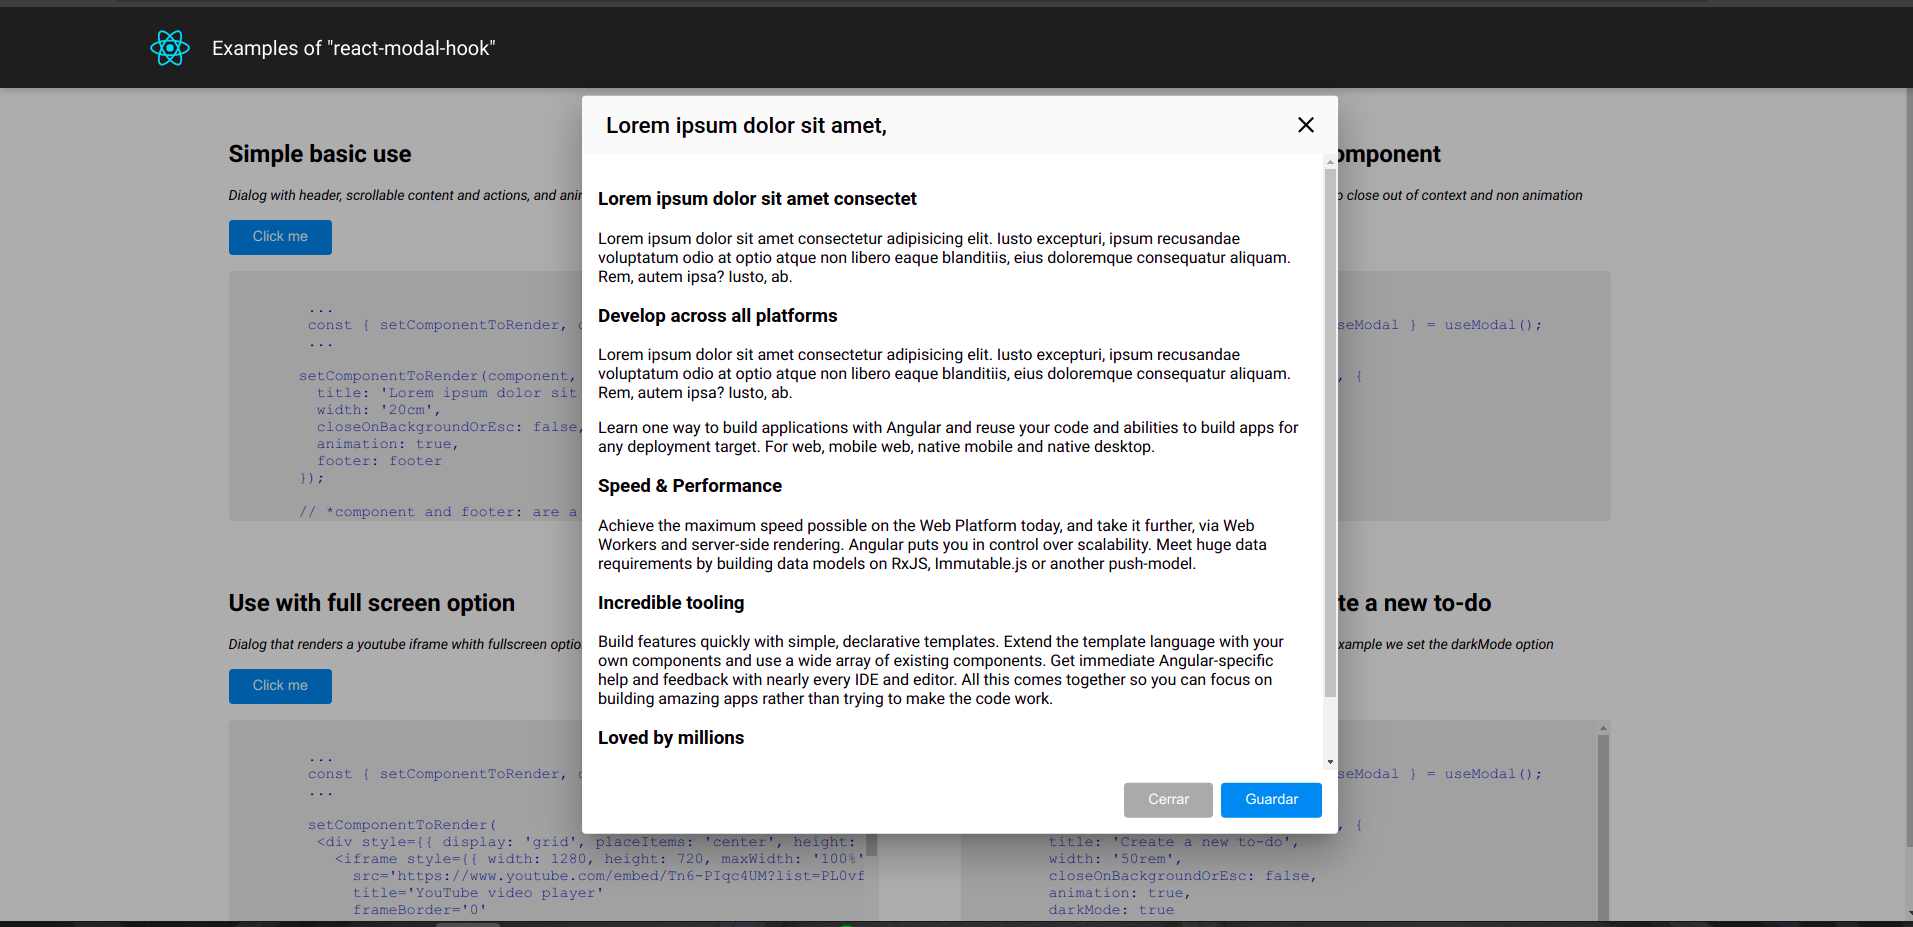 Examples of "react-modal-hook"
Simple basic use
Dialog with header, scrollable content and actions, and
Click me
...
const { setComponentToRender,
...
setComponentToRender(component,
title: 'Lorem ipsum dolor sit
width: '20cm',
closeOnBackgroundOrEsc: false,
animation: true,
footer: footer
});
// *component and footer: are a
Lorem ipsum dolor sit amet,
Lorem ipsum dolor sit amet consectet
Lorem ipsum dolor sit amet consectetur adipisicing elit. Iusto excepturi, ipsum recusandae
voluptatum odio at optio atque non libero eaque blanditiis, eius doloremque consequatur aliquam.
Rem, autem ipsa? Iusto, ab.
Develop across all platforms
Lorem ipsum dolor sit amet consectetur adipisicing elit. Iusto excepturi, ipsum recusandae
voluptatum odio at optio atque non libero eaque blanditiis, eius doloremque consequatur aliquam.
Rem, autem ipsa? Iusto, ab.
Learn one way to build applications with Angular and reuse your code and abilities to build apps for
any deployment target. For web, mobile web, native mobile and native desktop.
Speed & Performance
Achieve the maximum speed possible on the Web Platform today, and take it further, via Web
Workers and server-side rendering. Angular puts you in control over scalability. Meet huge data
requirements by building data models on RxJS, Immutable.js or another push-model.
Incredible tooling
Build features quickly with simple, declarative templates. Extend the template language with your
own components and use a wide array of existing components. Get immediate Angular-specific
help and feedback with nearly every IDE and editor. All this comes together so you can focus on
building amazing apps rather than trying to make the code work.
Loved by millions
Cerrar
Guardar
omponent
o close out of context and non animation
seModal } = useModal();
, {
Use with full screen option
Dialog that renders a youtube iframe whith fullscreen optio
Click me
...
const { setComponentToRender,
...
setComponentToRender(
<div style={{ display: 'grid', placeItems: 'center', height:
<iframe style={{ width: 1280, height: 720, maxWidth: '100%'
src='https://www.youtube.com/embed/Tn6-PIqc4UM?list=PL0vf
title='YouTube video player'
frameBorder='0'
te a new to-do
xample we set the darkMode option
seModal } = useModal();
, {
title: 'Create a new to-do',
width: '50rem',
closeOnBackgroundOrEsc: false,
animation: true,
darkMode: true